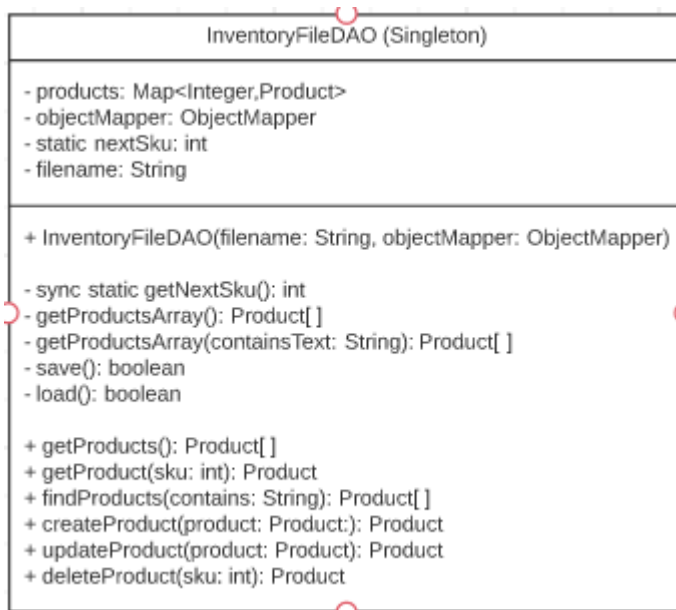 InventoryFileDAO (Singleton)
- products: Map<Integer,Product>
- objectMapper: ObjectMapper
- static nextSku: int
- filename: String
+ InventoryFileDAO(filename: String, objectMapper: ObjectMapper)
- sync static getNextSku(): int
- getProductsArray(): Product[ ]
- getProductsArray(containsText: String): Product[ ]
- save(): boolean
- load(): boolean
+ getProducts(): Product[ ]
+ getProduct(sku: int): Product
+ findProducts(contains: String): Product[ ]
+ createProduct(product: Product:): Product
+ updateProduct(product: Product): Product
+ deleteProduct(sku: int): Product